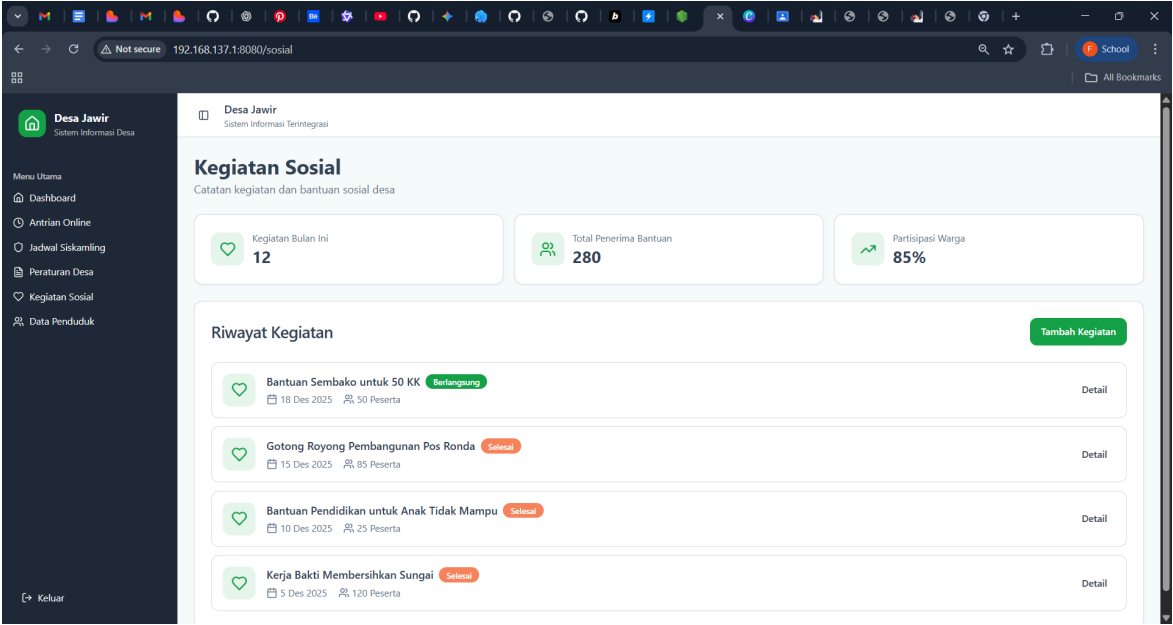 Not secure
192.168.137.1:8080/sosial
F
School
All Bookmarks
Desa Jawir
Sistem Informasi Desa
Menu Utama
Dashboard
Antrian Online
Jadwal Siskamling
Peraturan Desa
Kegiatan Sosial
Data Penduduk
Keluar
Desa Jawir
Sistem Informasi Terintegrasi
Kegiatan Sosial
Catatan kegiatan dan bantuan sosial desa
Kegiatan Bulan Ini
12
Total Penerima Bantuan
280
Partisipasi Warga
85%
Riwayat Kegiatan
Tambah Kegiatan
Bantuan Sembako untuk 50 KK Berlangsung
18 Des 2025 50 Peserta
Detail
Gotong Royong Pembangunan Pos Ronda Selesai
15 Des 2025 85 Peserta
Detail
Bantuan Pendidikan untuk Anak Tidak Mampu Selesai
10 Des 2025 25 Peserta
Detail
Kerja Bakti Membersihkan Sungai Selesai
5 Des 2025 120 Peserta
Detail